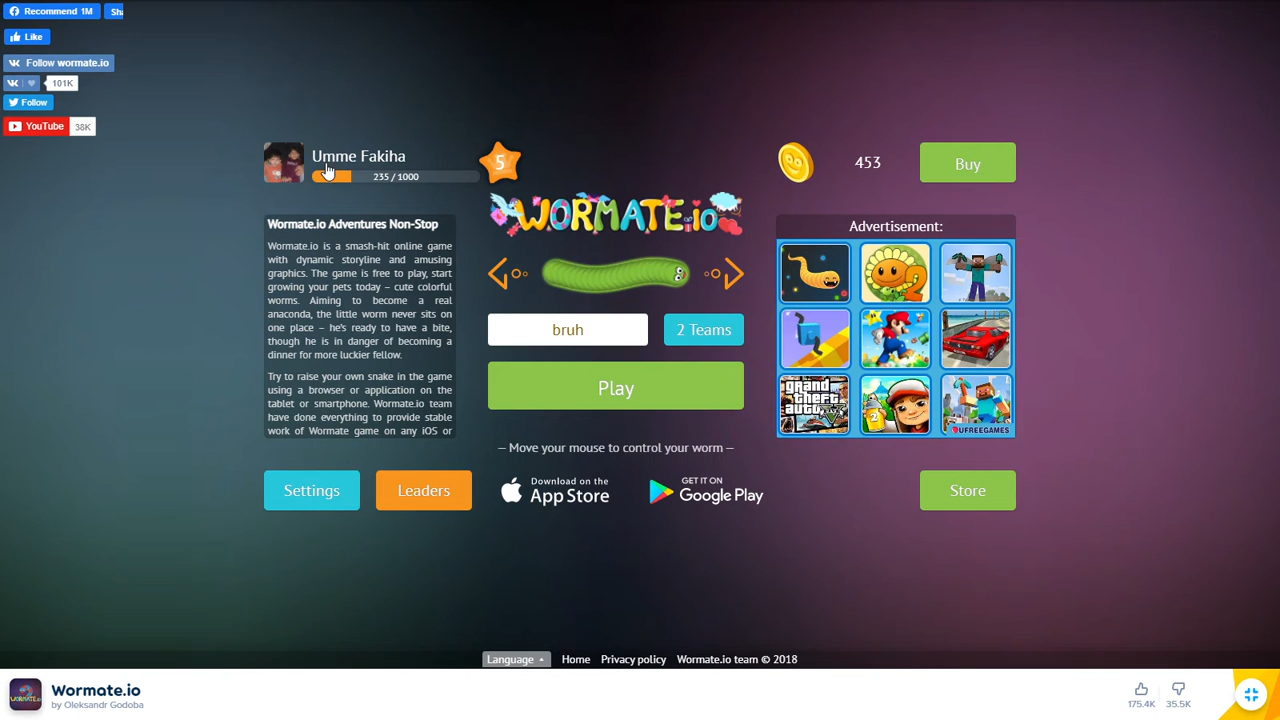 Recommend 1M
Like
Follow wormate.io
101K
Follow
YouTube 38K
Umme Fakiha
235 / 1000
5
453
Buy
WORMATE.io
Wormate.io Adventures Non-Stop
Wormate.io is a smash-hit online game
with dynamic storyline and amusing
graphics. The game is free to play, start
growing your pets today – cute colorful
worms. Aiming to become a real
anaconda, the little worm never sits on
one place – he's ready to have a bite,
though he is in danger of becoming a
dinner for more luckier fellow.
Try to raise your own snake in the game
using a browser or application on the
tablet or smartphone. Wormate.io team
have done everything to provide stable
work of Wormate game on any iOS or
bruh
2 Teams
Play
— Move your mouse to control your worm —
Advertisement:
2
grand
theft
auto V
2
UFREEGAMES
Settings
Leaders
Download on the
App Store
GET IT ON
Google Play
Store
Language
Home
Privacy policy
Wormate.io team © 2018
Wormate.io
by Oleksandr Godoba
175.4K
35.5K